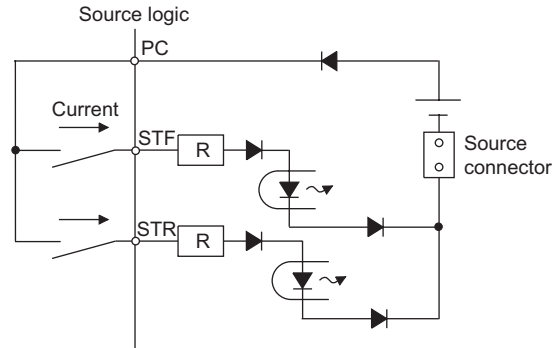 Source logic
PC
Current
STF
R
Source
connector
STR
R